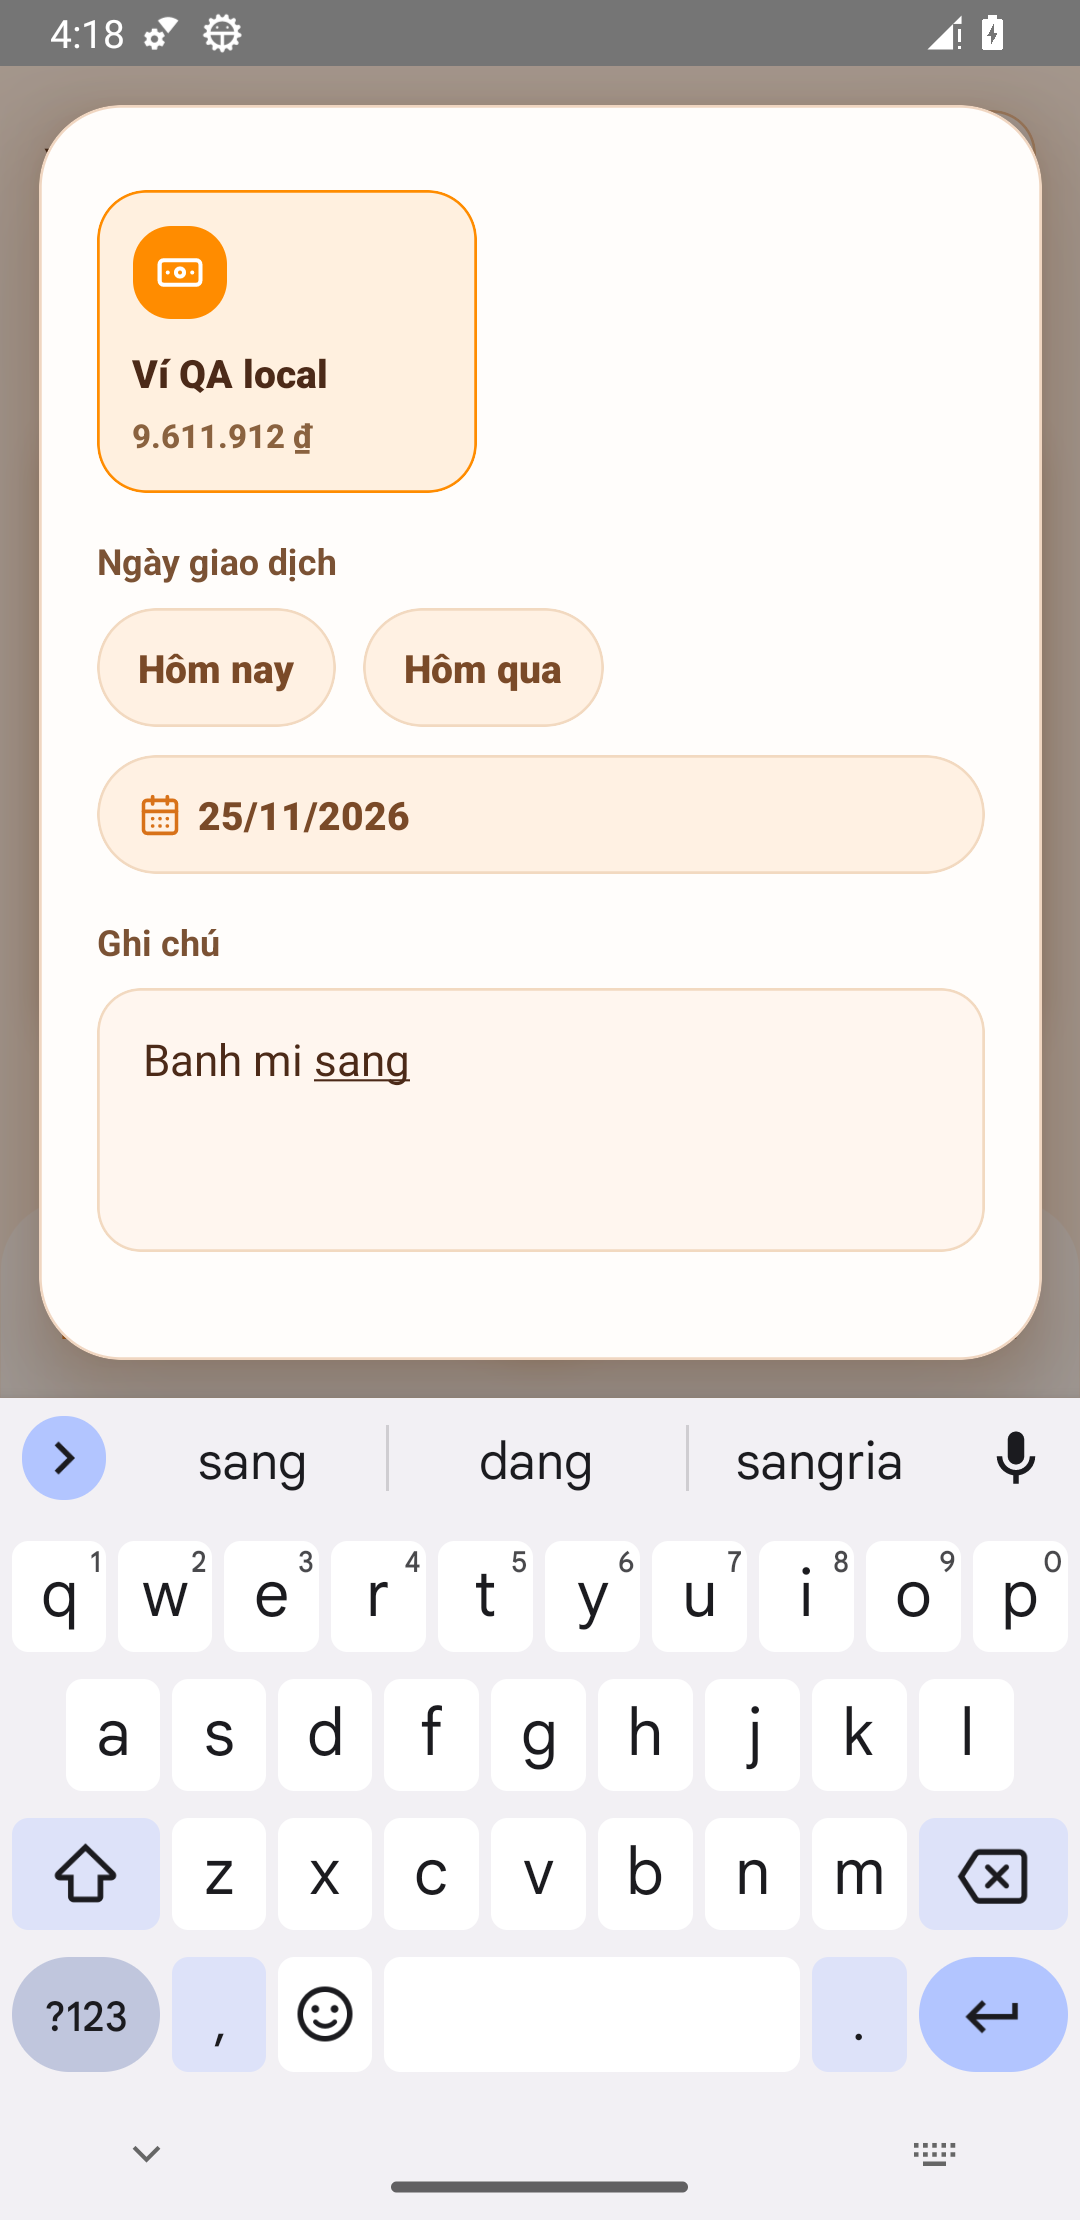 4:18
Ví QA local
9.611.912 ₫
Ngày giao dịch
Hôm nay Hôm qua
25/11/2026
Ghi chú
Banh mi sang
sang dang sangria
q1 w2 e3 r4 t5 y6 u7 i8 o9 p0
a s d f g h j k l
z x c v b n m
?123 , .